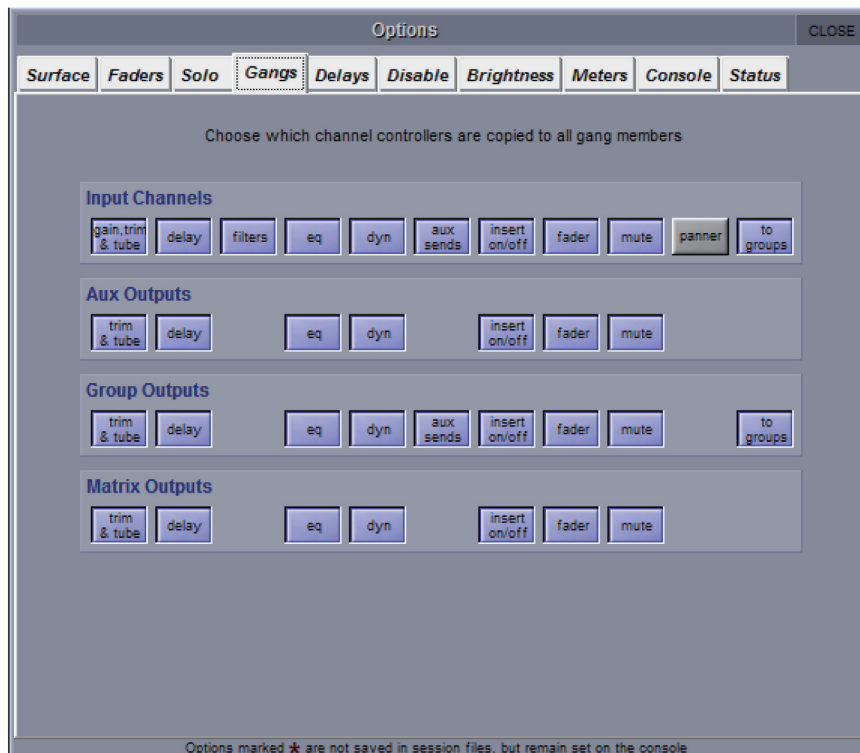 Options
CLOSE
Surface Faders Solo Gangs Delays Disable Brightness Meters Console Status
Choose which channel controllers are copied to all gang members
Input Channels
gain,trim & tube delay filters eq dyn aux sends insert on/off fader mute panner to groups
Aux Outputs
trim & tube delay eq dyn insert on/off fader mute
Group Outputs
trim & tube delay eq dyn aux sends insert on/off fader mute to groups
Matrix Outputs
trim & tube delay eq dyn insert on/off fader mute
Options marked * are not saved in session files, but remain set on the console